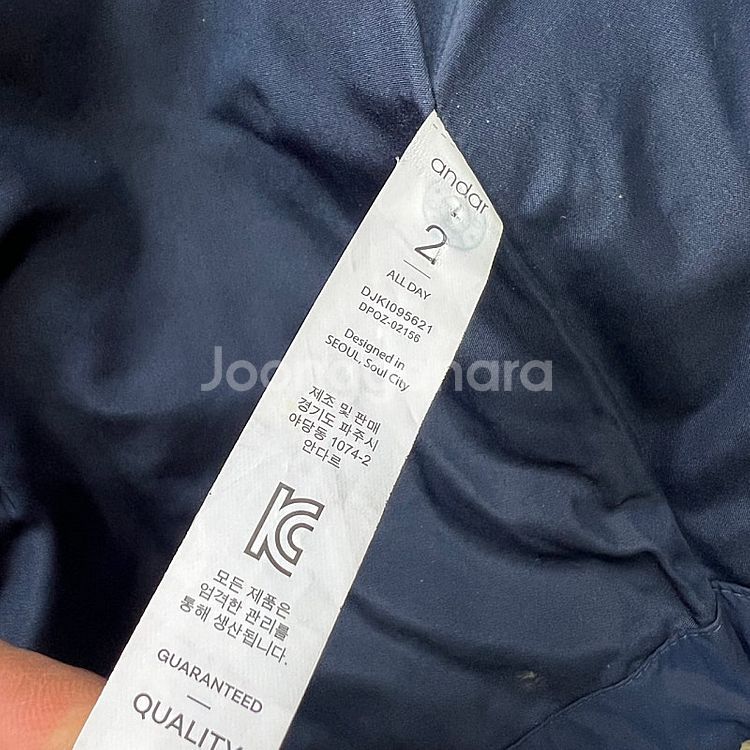 andar
2
ALL DAY
DJKI095621
DPOZ-02156
Designed in
SEOUL, Soul City
Joonggonara
제조 및 판매
경기도 파주시
야당동 1074-2
안다르
KC
모든 제품은
엄격한 관리를
통해 생산됩니다.
GUARANTEED
QUALITY